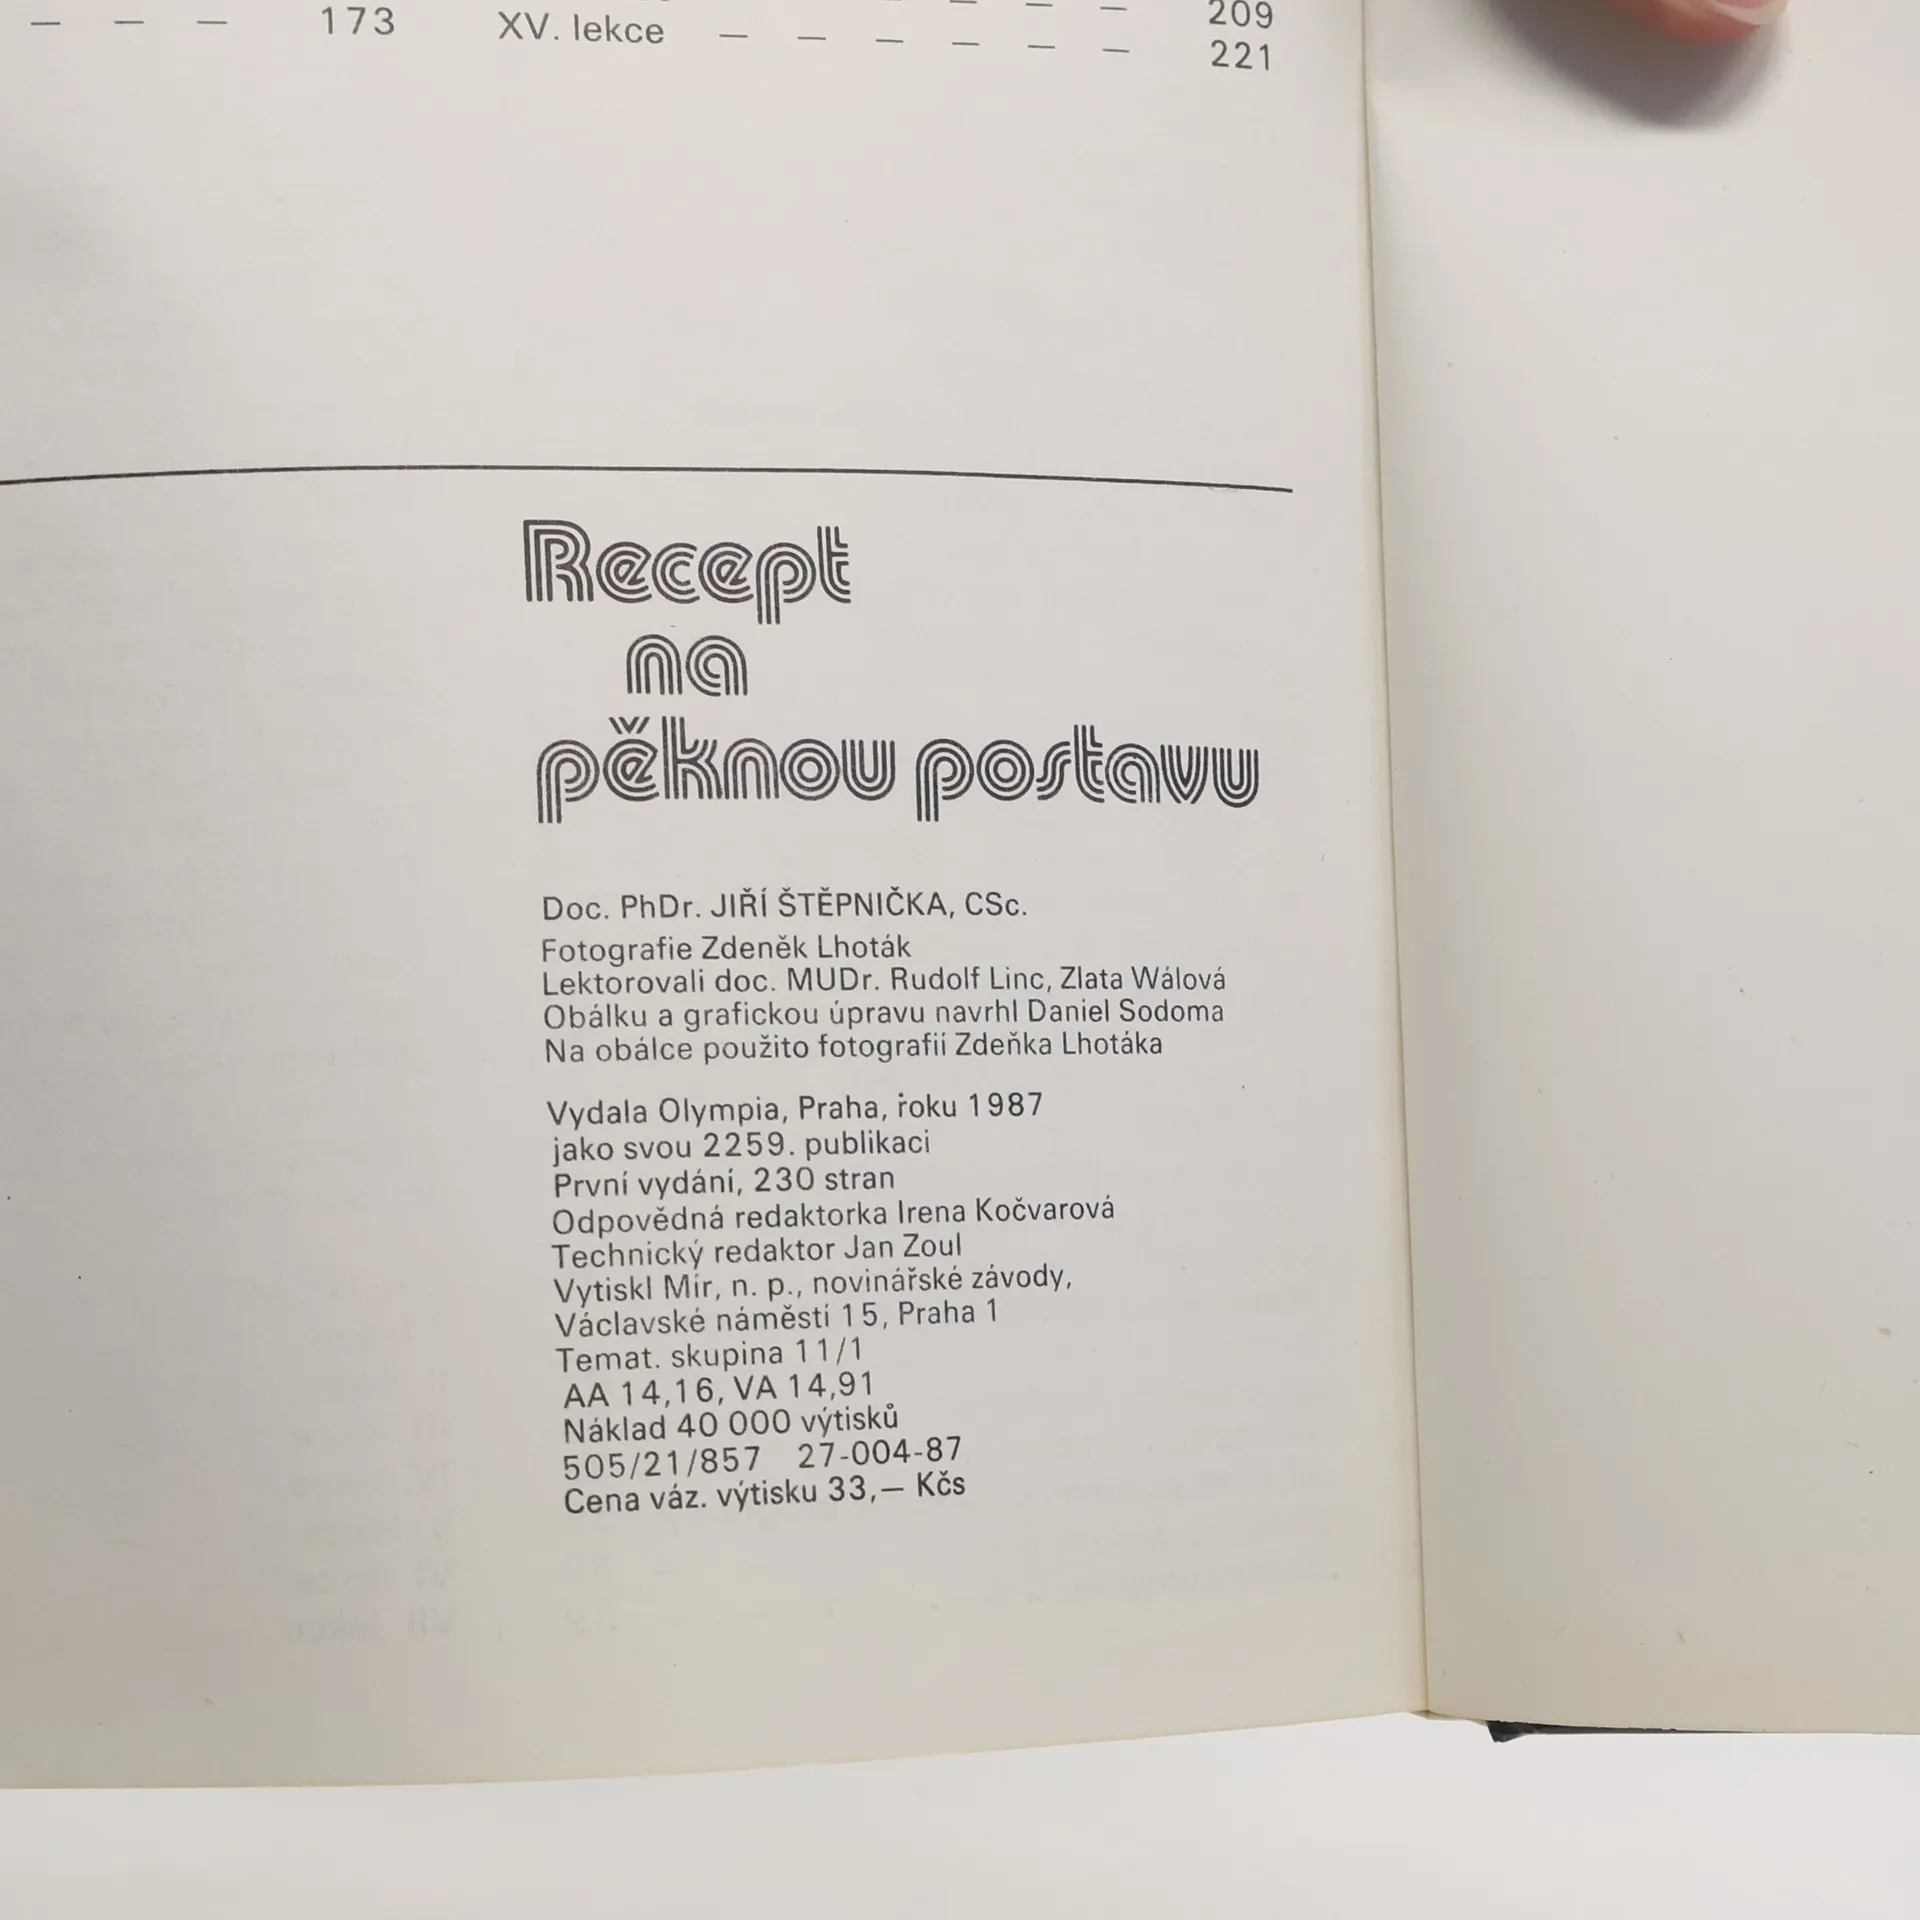 — — — 173 XV. lekce — — — — — — 221
— — — 209
Recept
na
pěknou postavu
Doc. PhDr. JIŘÍ ŠTĚPNIČKA, CSc.
Fotografie Zdeněk Lhoták
Lektorovali doc. MUDr. Rudolf Linc, Zlata Wálová
Obálku a grafickou úpravu navrhl Daniel Sodoma
Na obálce použito fotografií Zdeňka Lhotáka
Vydala Olympia, Praha, roku 1987
jako svou 2259. publikaci
První vydání, 230 stran
Odpovědná redaktorka Irena Kočvarová
Technický redaktor Jan Zoul
Vytiskl Mír, n. p., novinářské závody,
Václavské náměstí 15, Praha 1
Temat. skupina 11/1
AA 14,16, VA 14,91
Náklad 40 000 výtisků
505/21/857 27-004-87
Cena váz. výtisku 33,— Kčs